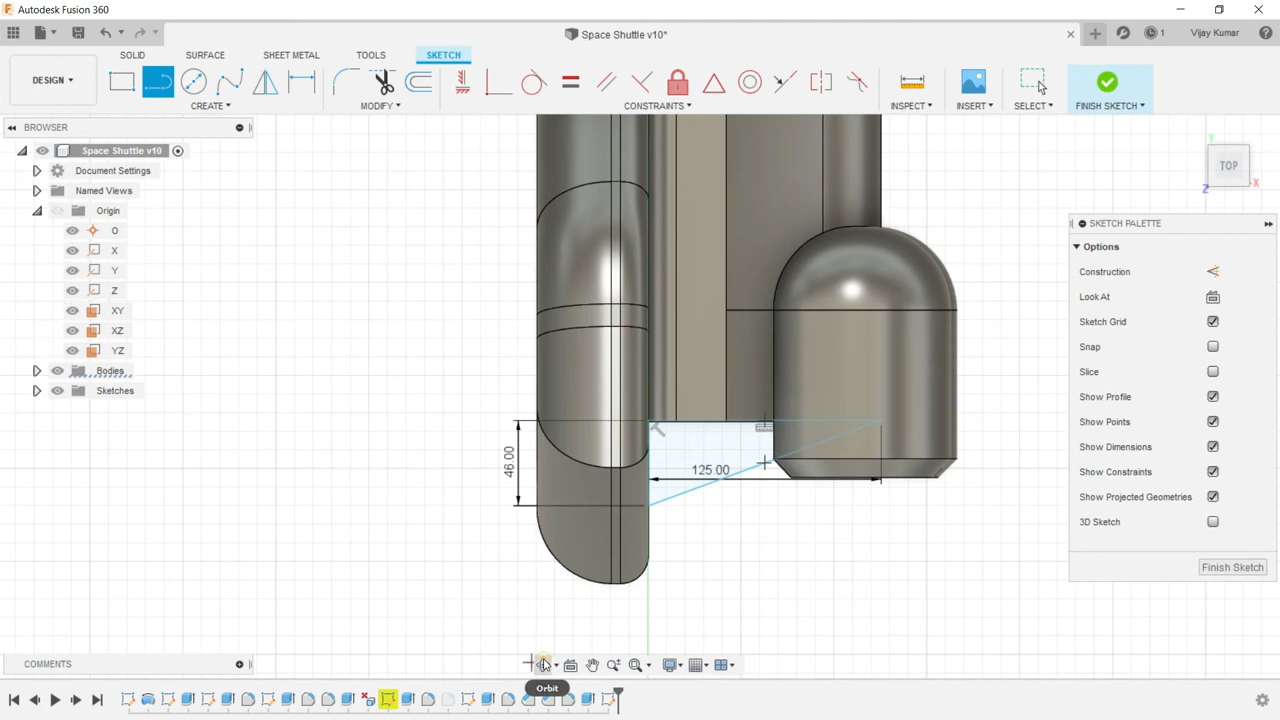 Autodesk Fusion 360
Space Shuttle v10*
1
Vijay Kumar
DESIGN
SOLID
SURFACE
SHEET METAL
TOOLS
SKETCH
CREATE
MODIFY
CONSTRAINTS
INSPECT
INSERT
SELECT
FINISH SKETCH
BROWSER
Space Shuttle v10
Document Settings
Named Views
Origin
O
X
Y
Z
XY
XZ
YZ
Bodies
Sketches
Y
TOP
X
Z
SKETCH PALETTE
Options
Construction
Look At
Sketch Grid
Snap
Slice
Show Profile
Show Points
Show Dimensions
Show Constraints
Show Projected Geometries
3D Sketch
Finish Sketch
46.00
125.00
COMMENTS
Orbit